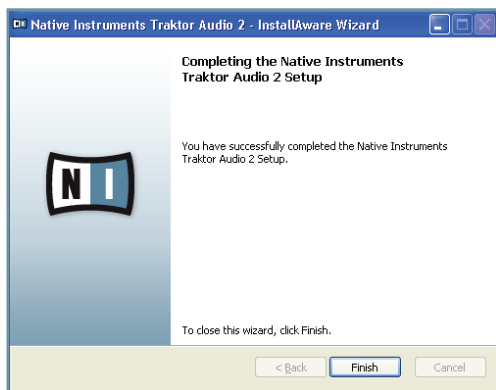 Native Instruments Traktor Audio 2 - InstallAware Wizard
Completing the Native Instruments
Traktor Audio 2 Setup
You have successfully completed the Native Instruments
Traktor Audio 2 Setup.
N I
To close this wizard, click Finish.
< Back Finish Cancel